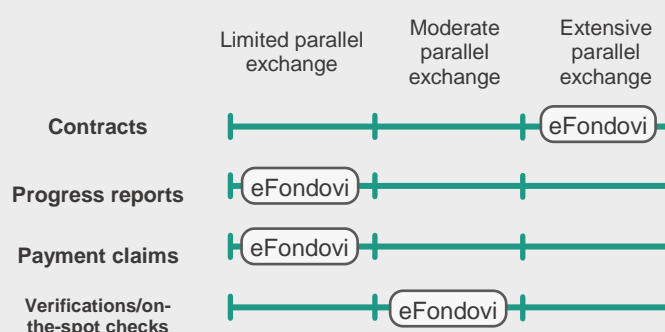 Limited parallel
exchange
Moderate
parallel
exchange
Extensive
parallel
exchange
Contracts
eFondovi
Progress reports
eFondovi
Payment claims
eFondovi
Verifications/on-
the-spot checks
eFondovi